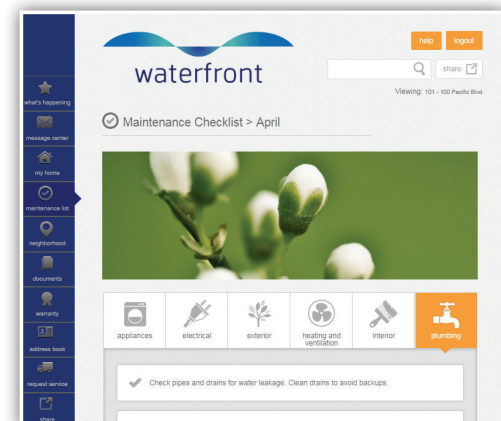 help
logout
waterfront
share
Viewing: 101 - 100 Pacific Blvd
what's happening
message center
my home
maintenance list
neighborhood
documents
warranty
address book
request service
share
Maintenance Checklist > April
appliances
electrical
exterior
heating and
ventilation
interior
plumbing
Check pipes and drains for water leakage. Clean drains to avoid backups.